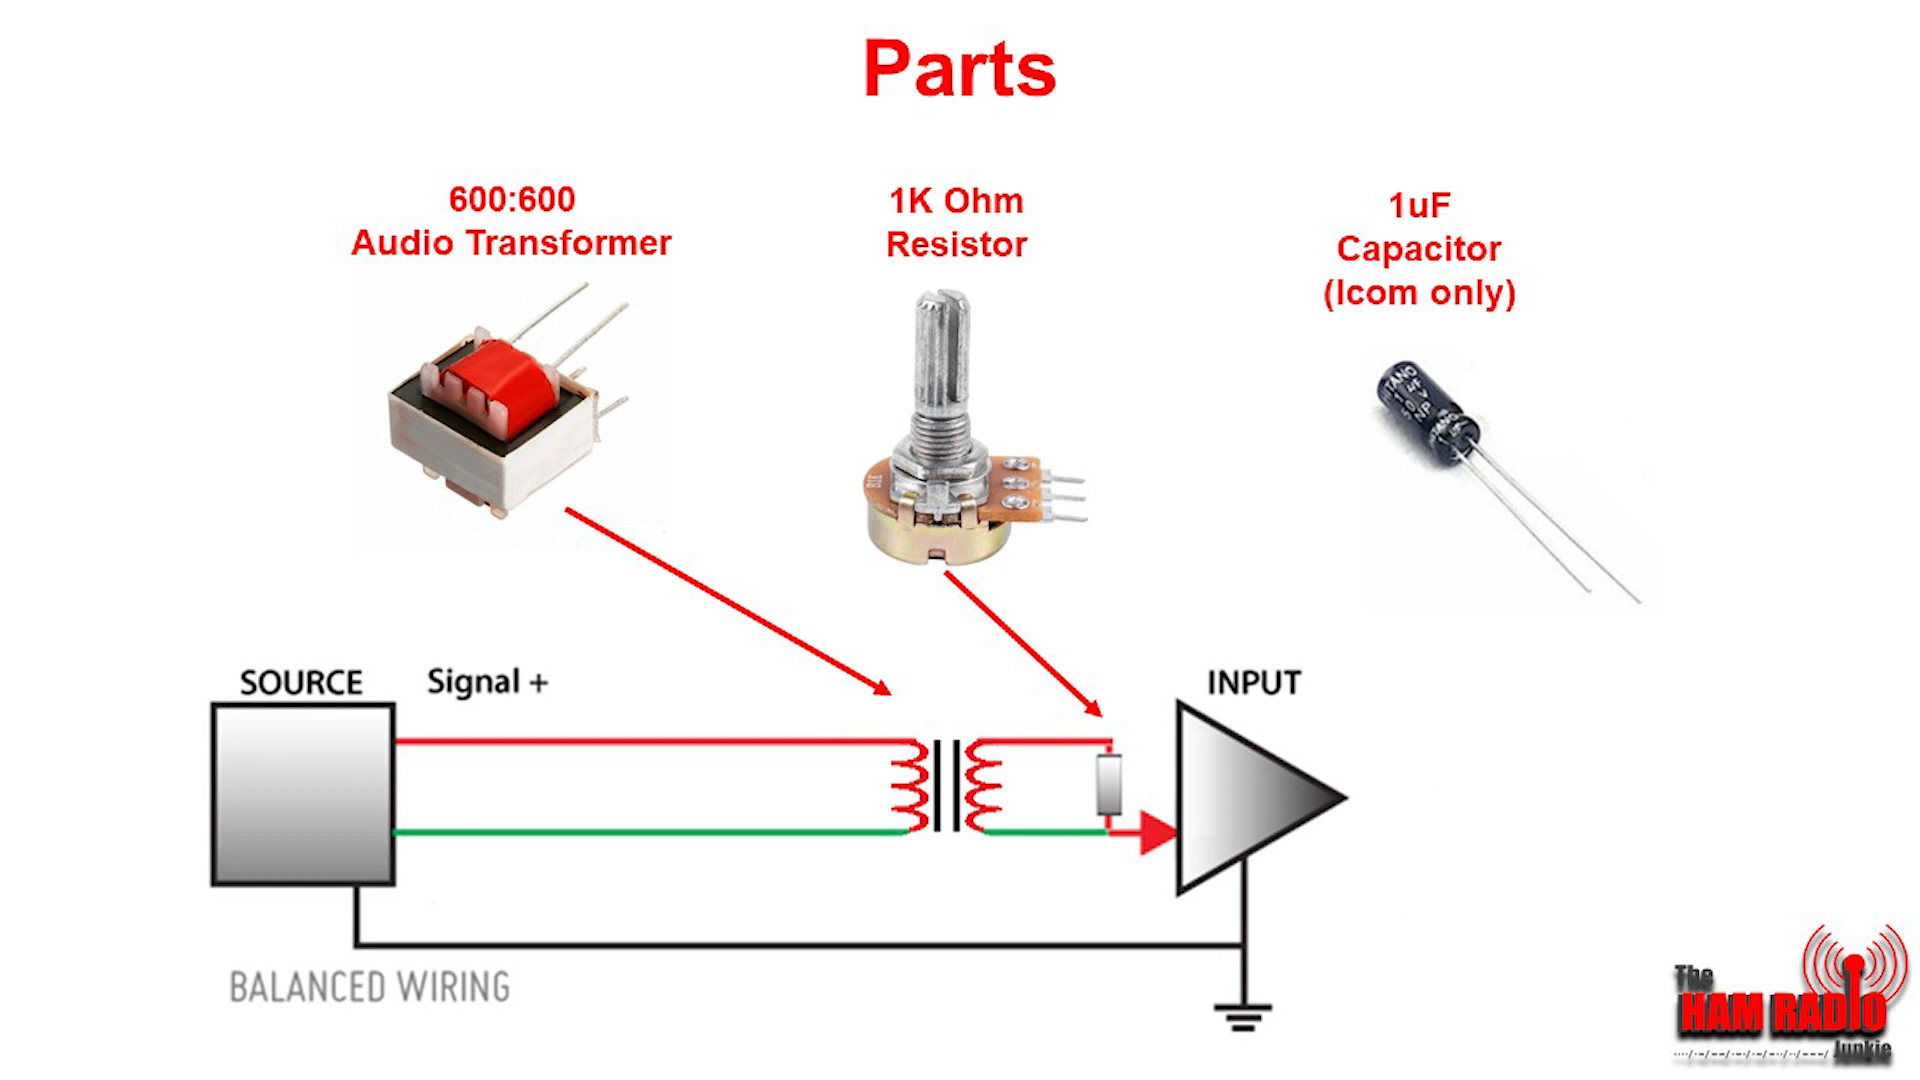 Parts
600:600
Audio Transformer
1K Ohm
Resistor
1uF
Capacitor
(Icom only)
SOURCE
Signal +
INPUT
BALANCED WIRING
The
HAM RADIO
Junkie